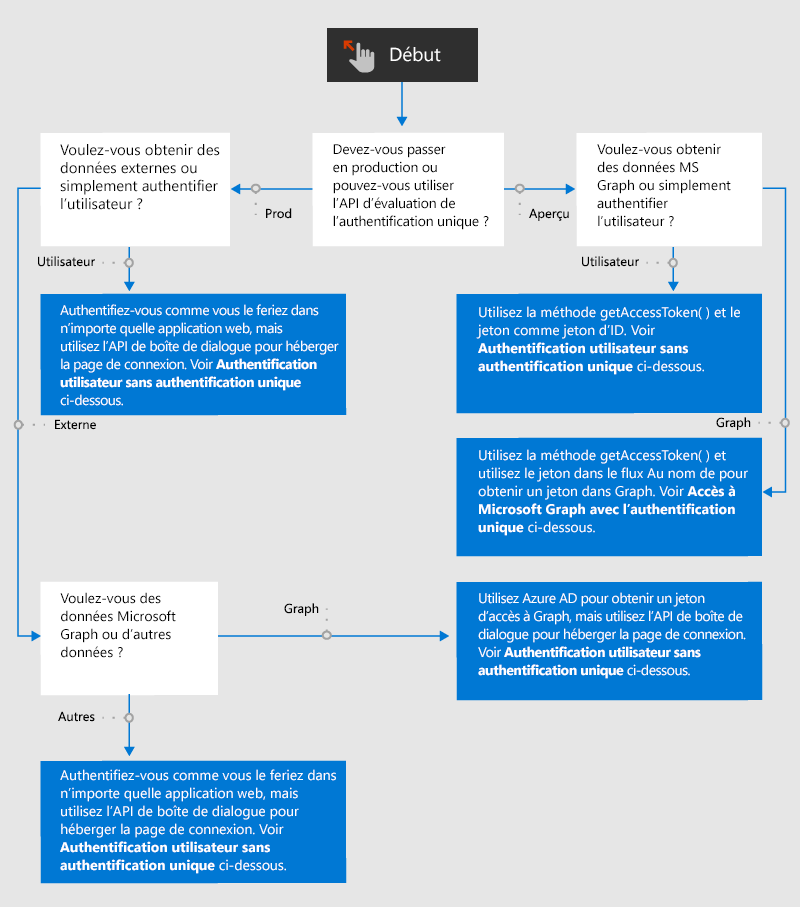 Début
Voulez-vous obtenir des
données externes ou
simplement authentifier
l’utilisateur ?
Devez-vous passer
en production ou
pouvez-vous utiliser
l’API d’évaluation de
l’authentification unique ?
Voulez-vous obtenir
des données MS
Graph ou simplement
authentifier
l’utilisateur ?
Prod
Aperçu
Utilisateur
Utilisateur
Authentifiez-vous comme vous le feriez dans
n’importe quelle application web, mais
utilisez l’API de boîte de dialogue pour héberger
la page de connexion. Voir Authentification
utilisateur sans authentification unique
ci-dessous.
Utilisez la méthode getAccessToken( ) et le
jeton comme jeton d’ID. Voir
Authentification utilisateur sans
authentification unique ci-dessous.
Externe
Graph
Utilisez la méthode getAccessToken( ) et
utilisez le jeton dans le flux Au nom de pour
obtenir un jeton dans Graph. Voir Accès à
Microsoft Graph avec l’authentification
unique ci-dessous.
Voulez-vous des
données Microsoft
Graph ou d’autres
données ?
Graph
Utilisez Azure AD pour obtenir un jeton
d’accès à Graph, mais utilisez l’API de boîte de
dialogue pour héberger la page de connexion.
Voir Authentification utilisateur sans
authentification unique ci-dessous.
Autres
Authentifiez-vous comme vous le feriez dans
n’importe quelle application web, mais
utilisez l’API de boîte de dialogue pour
héberger la page de connexion. Voir
Authentification utilisateur sans
authentification unique ci-dessous.